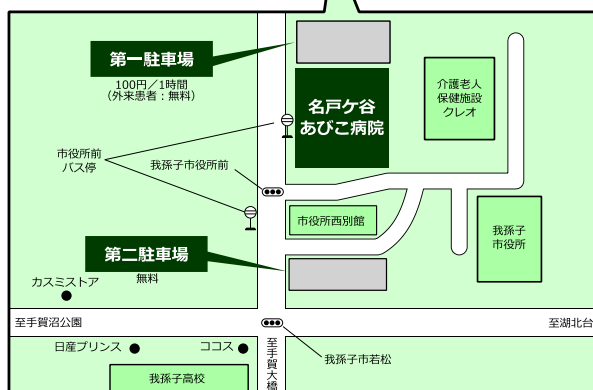 第一駐車場
100円／1時間
（外来患者：無料）
名戸ケ谷
あびこ病院
介護老人
保健施設
クレオ
市役所前
バス停
我孫子市役所前
市役所西別館
我孫子
市役所
第二駐車場
無料
カスミストア
至手賀沼公園
至湖北台
日産プリンス
ココス
至手賀大橋
我孫子市若松
我孫子高校